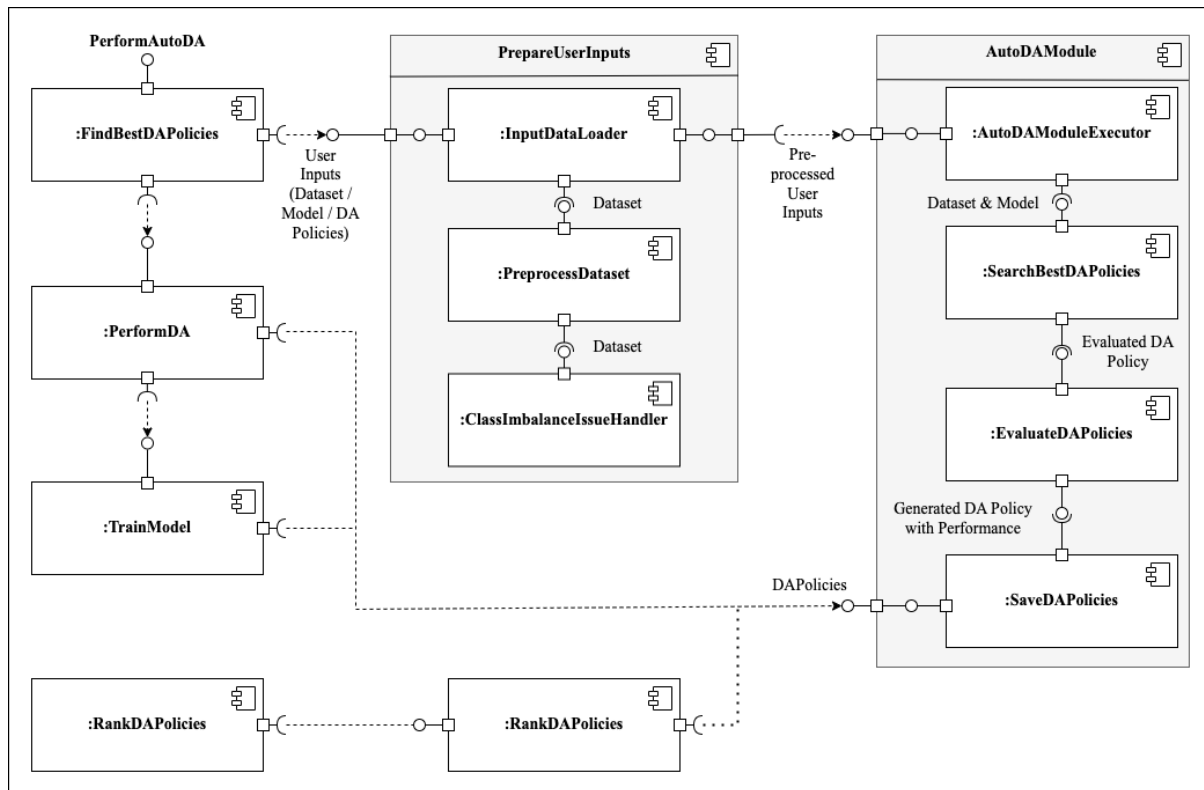 PerformAutoDA
PrepareUserInputs
AutoDAModule
:FindBestDAPolicies
:InputDataLoader
:AutoDAModuleExecutor
User
Inputs
(Dataset /
Model / DA
Policies)
Pre-
processed
User
Inputs
Dataset
Dataset & Model
:PreprocessDataset
:SearchBestDAPolicies
:PerformDA
Dataset
Evaluated DA
Policy
:ClassImbalanceIssueHandler
:EvaluateDAPolicies
:TrainModel
Generated DA Policy
with Performance
DAPolicies
:SaveDAPolicies
:RankDAPolicies
:RankDAPolicies